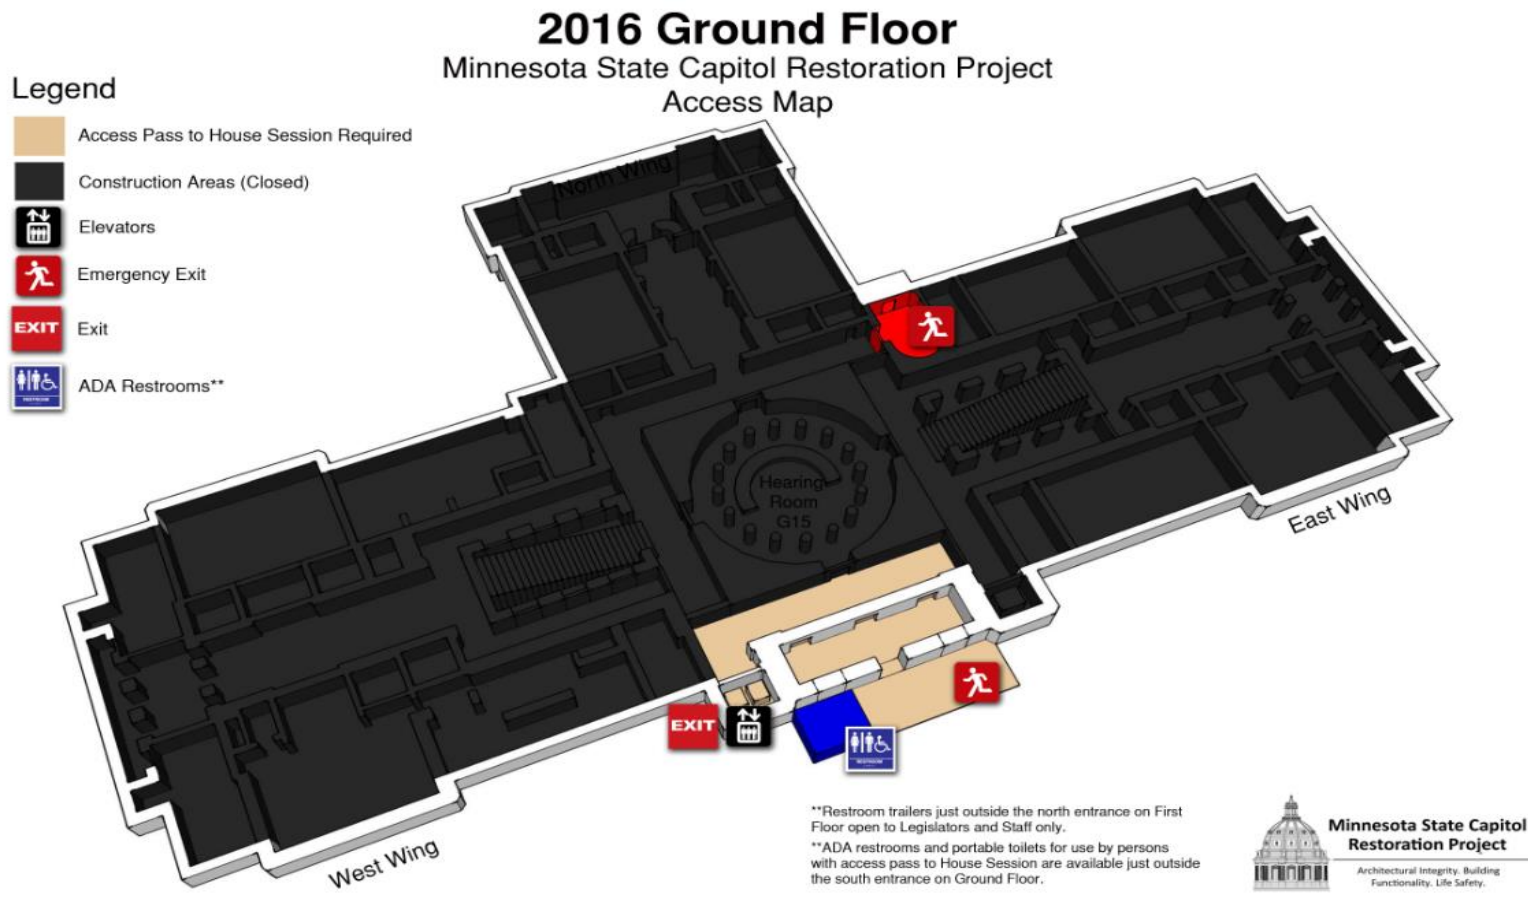 2016 Ground Floor
Minnesota State Capitol Restoration Project
Access Map
Legend
Access Pass to House Session Required
Construction Areas (Closed)
Elevators
Emergency Exit
EXIT
Exit
ADA Restrooms**
RESTROOM
North Wing
Hearing
Room
G15
East Wing
EXIT
RESTROOM
West Wing
**Restroom trailers just outside the north entrance on First
Floor open to Legislators and Staff only.
**ADA restrooms and portable toilets for use by persons
with access pass to House Session are available just outside
the south entrance on Ground Floor.
Minnesota State Capitol
Restoration Project
Architectural Integrity. Building
Functionality. Life Safety.